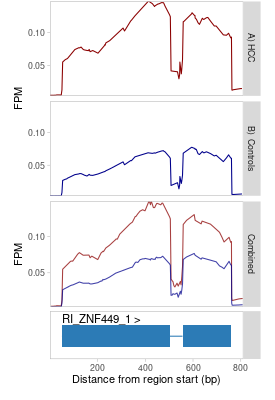 0.10
0.05
A) HCC
FPM
0.10
0.05
B) Controls
0.10
0.05
Combined
FPM
RI_ZNF449_1 >
200
400
600
800
Distance from region start (bp)